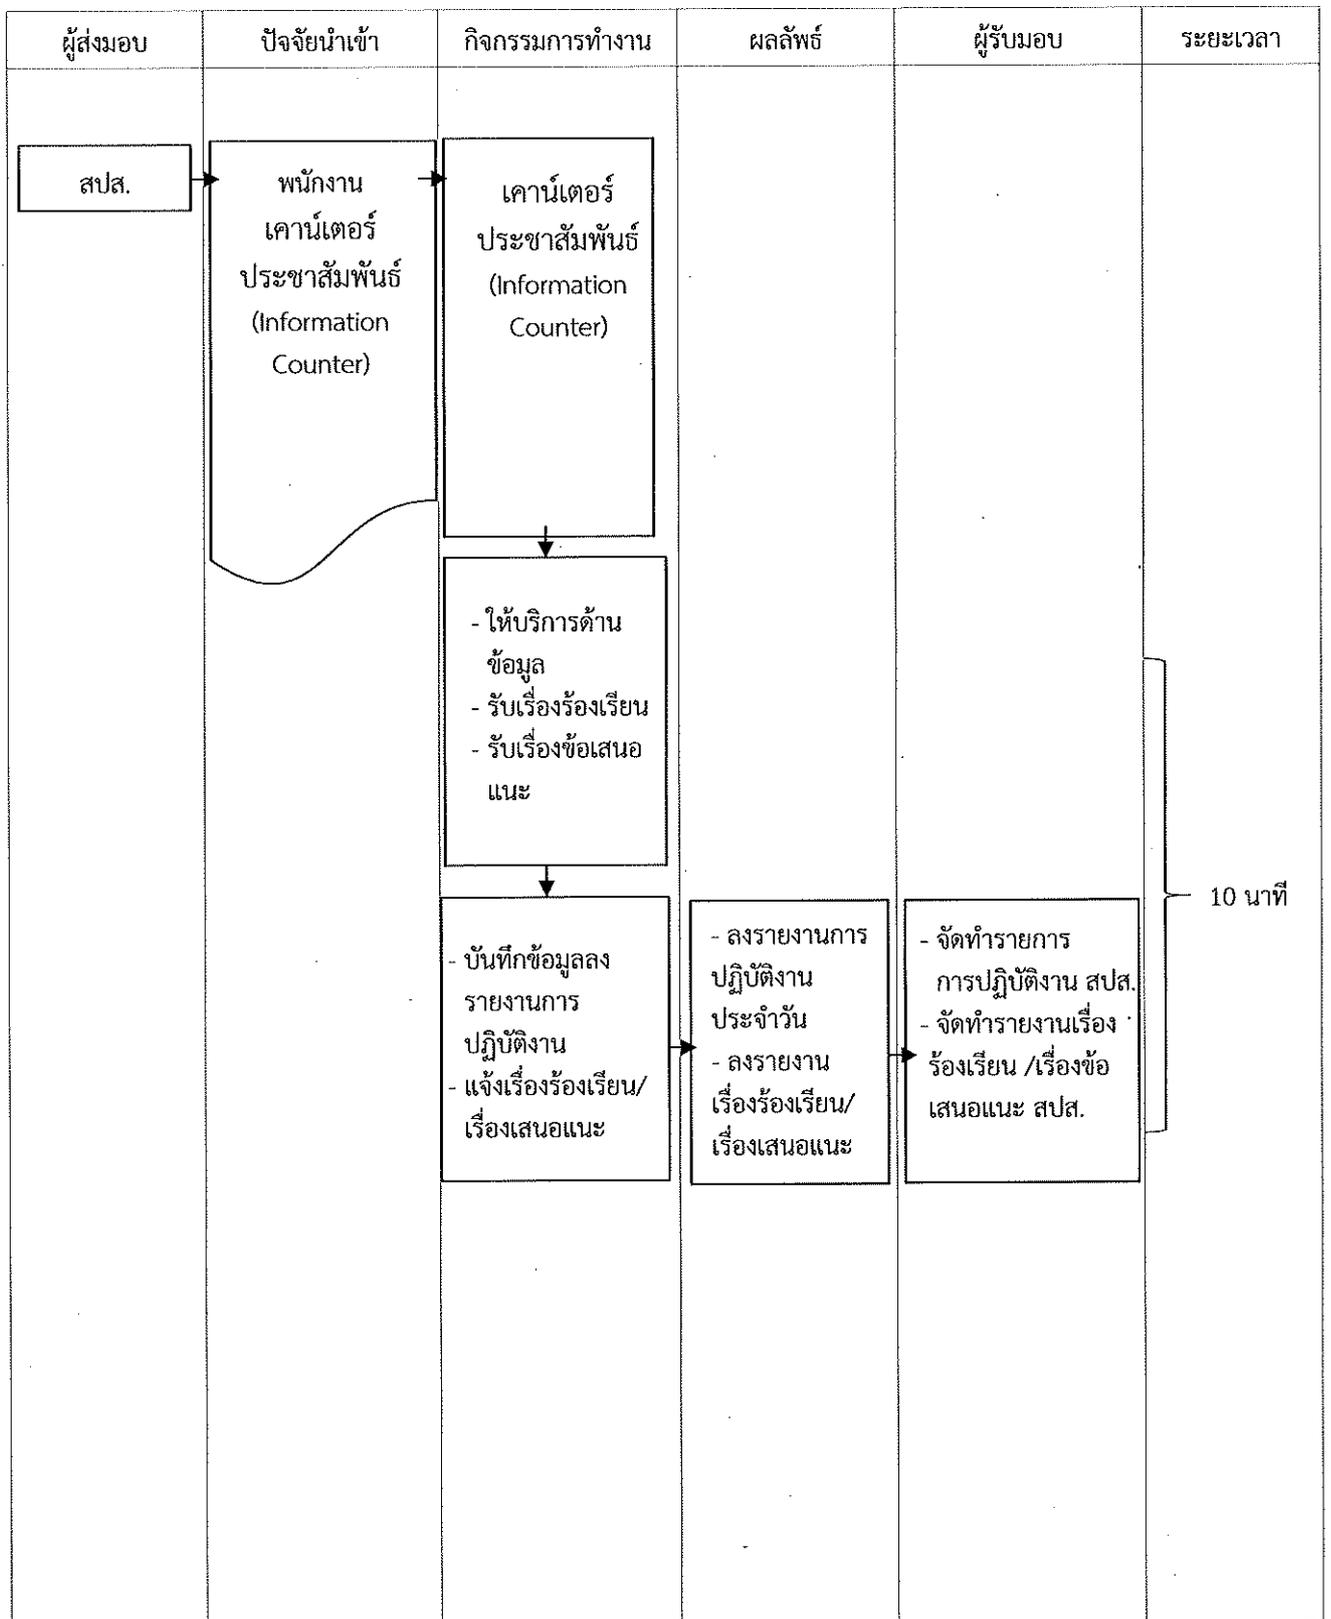 ผู้ส่งมอบ
ปัจจัยนำเข้า
กิจกรรมการทำงาน
ผลลัพธ์
ผู้รับมอบ
ระยะเวลา
สปส.
พนักงาน
เคาน์เตอร์
ประชาสัมพันธ์
(Information
Counter)
เคาน์เตอร์
ประชาสัมพันธ์
(Information
Counter)
- ให้บริการด้าน
ข้อมูล
- รับเรื่องร้องเรียน
- รับเรื่องข้อเสนอ
แนะ
- บันทึกข้อมูลลง
รายงานการ
ปฏิบัติงาน
- แจ้งเรื่องร้องเรียน/
เรื่องเสนอแนะ
- ลงรายงานการ
ปฏิบัติงาน
ประจำวัน
- ลงรายงาน
เรื่องร้องเรียน/
เรื่องเสนอแนะ
- จัดทำรายการ
การปฏิบัติงาน สปส.
- จัดทำรายงานเรื่อง
ร้องเรียน /เรื่องข้อ
เสนอแนะ สปส.
10 นาที